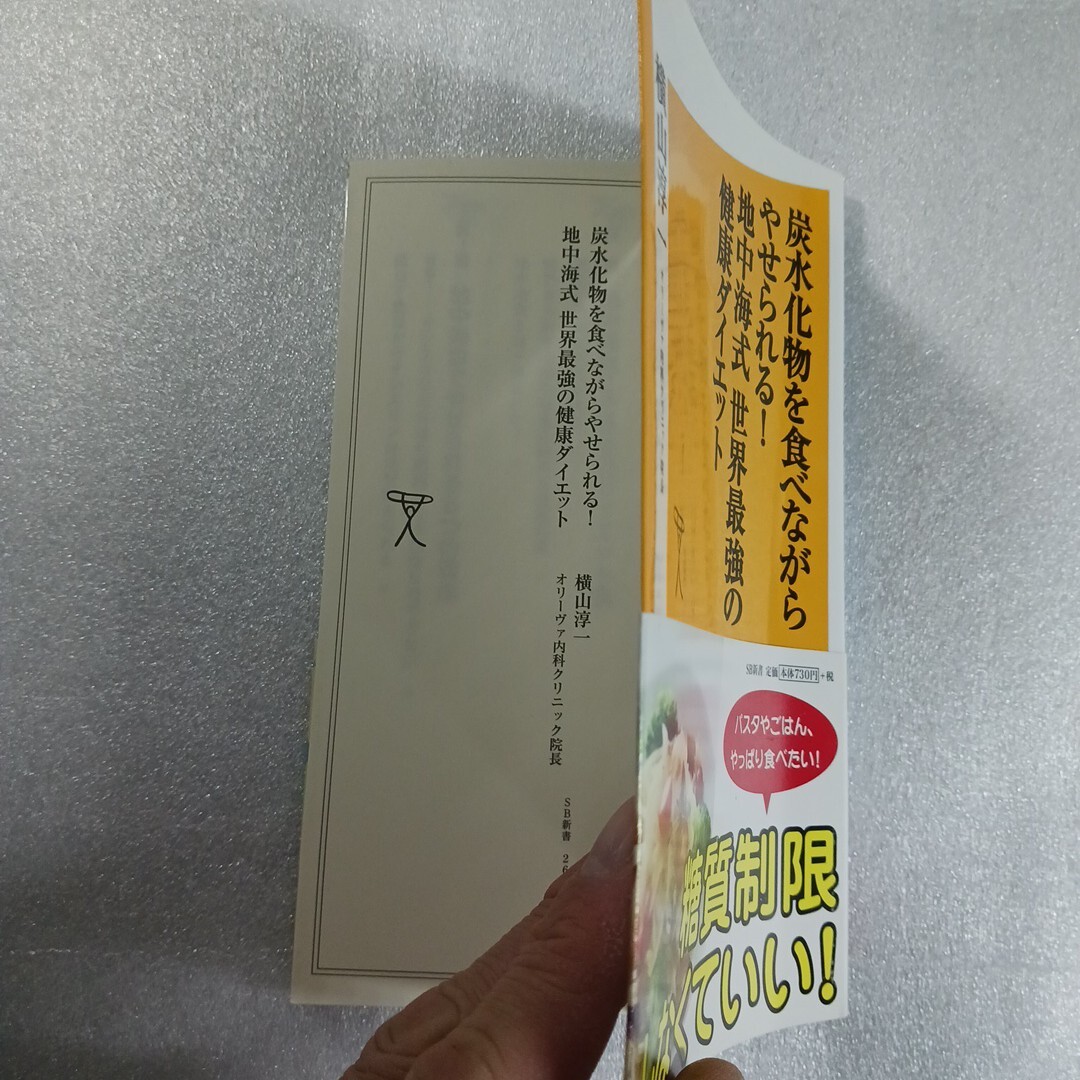 炭水化物を食べながら
やせられる！
地中海式 世界最強の
健康ダイエット
横山淳一
SB新書 定価 本体730円 +税
パスタやごはん、
やっぱり食べたい！
糖質制限
なくていい！
炭水化物を食べながらやせられる！
地中海式 世界最強の健康ダイエット
横山淳一
オリーヴァ内科クリニック院長
SB新書 26